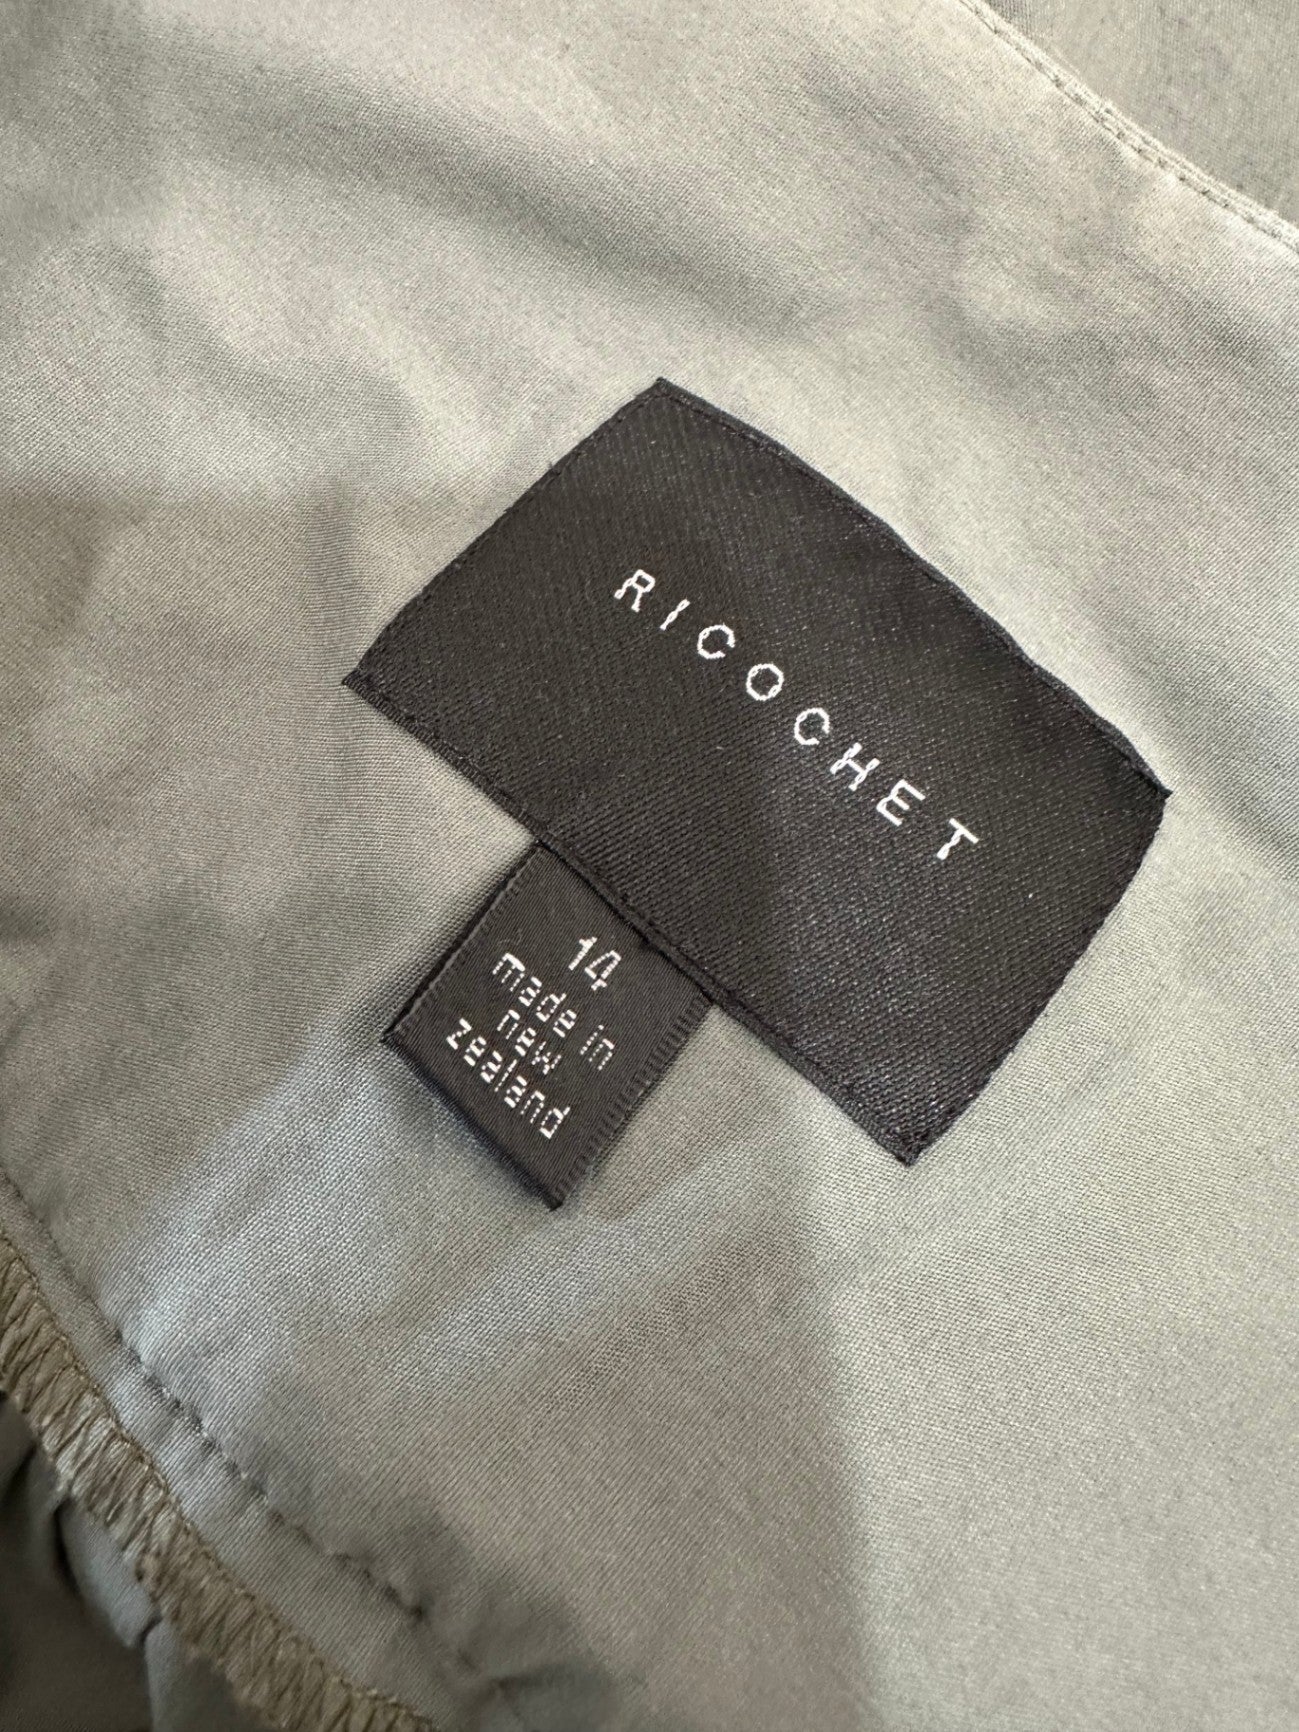 RICOCHET
14
made in
new
zealand